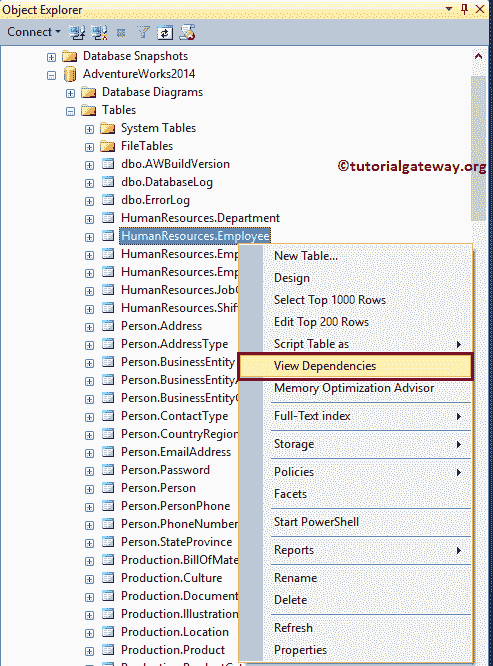 Object Explorer
Connect
Database Snapshots
AdventureWorks2014
Database Diagrams
Tables
System Tables
FileTables
dbo.AWBuildVersion
©tutorialgateway.org
dbo.DatabaseLog
dbo.ErrorLog
HumanResources.Department
HumanResources.Employee
HumanResources.Emp
HumanResources.Emp
HumanResources.JobC
HumanResources.Shif
Person.Address
Person.AddressType
Person.BusinessEntity
Person.BusinessEntityA
Person.BusinessEntityC
Person.ContactType
Person.CountryRegion
Person.EmailAddress
Person.Password
Person.Person
Person.PersonPhone
Person.PhoneNumber
Person.StateProvince
Production.BillOfMate
Production.Culture
Production.Document
Production.Illustration
Production.Location
Production.Product
New Table...
Design
Select Top 1000 Rows
Edit Top 200 Rows
Script Table as
View Dependencies
Memory Optimization Advisor
Full-Text index
Storage
Policies
Facets
Start PowerShell
Reports
Rename
Delete
Refresh
Properties